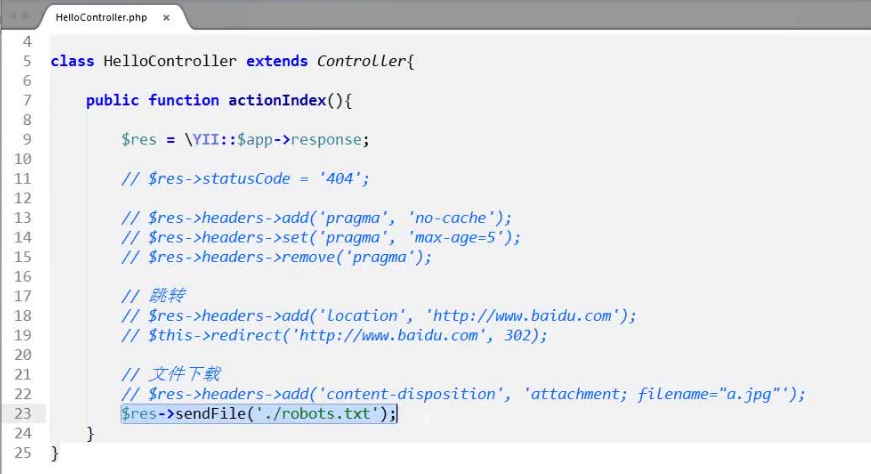 HelloController.php ×
4
5 class HelloController extends Controller{
6
7 public function actionIndex(){
8
9 $res = \YII::$app->response;
10
11 // $res->statusCode = '404';
12
13 // $res->headers->add('pragma', 'no-cache');
14 // $res->headers->set('pragma', 'max-age=5');
15 // $res->headers->remove('pragma');
16
17 // 跳转
18 // $res->headers->add('location', 'http://www.baidu.com');
19 // $this->redirect('http://www.baidu.com', 302);
20
21 // 文件下载
22 // $res->headers->add('content-disposition', 'attachment; filename="a.jpg"');
23 $res->sendFile('./robots.txt');
24 }
25 }